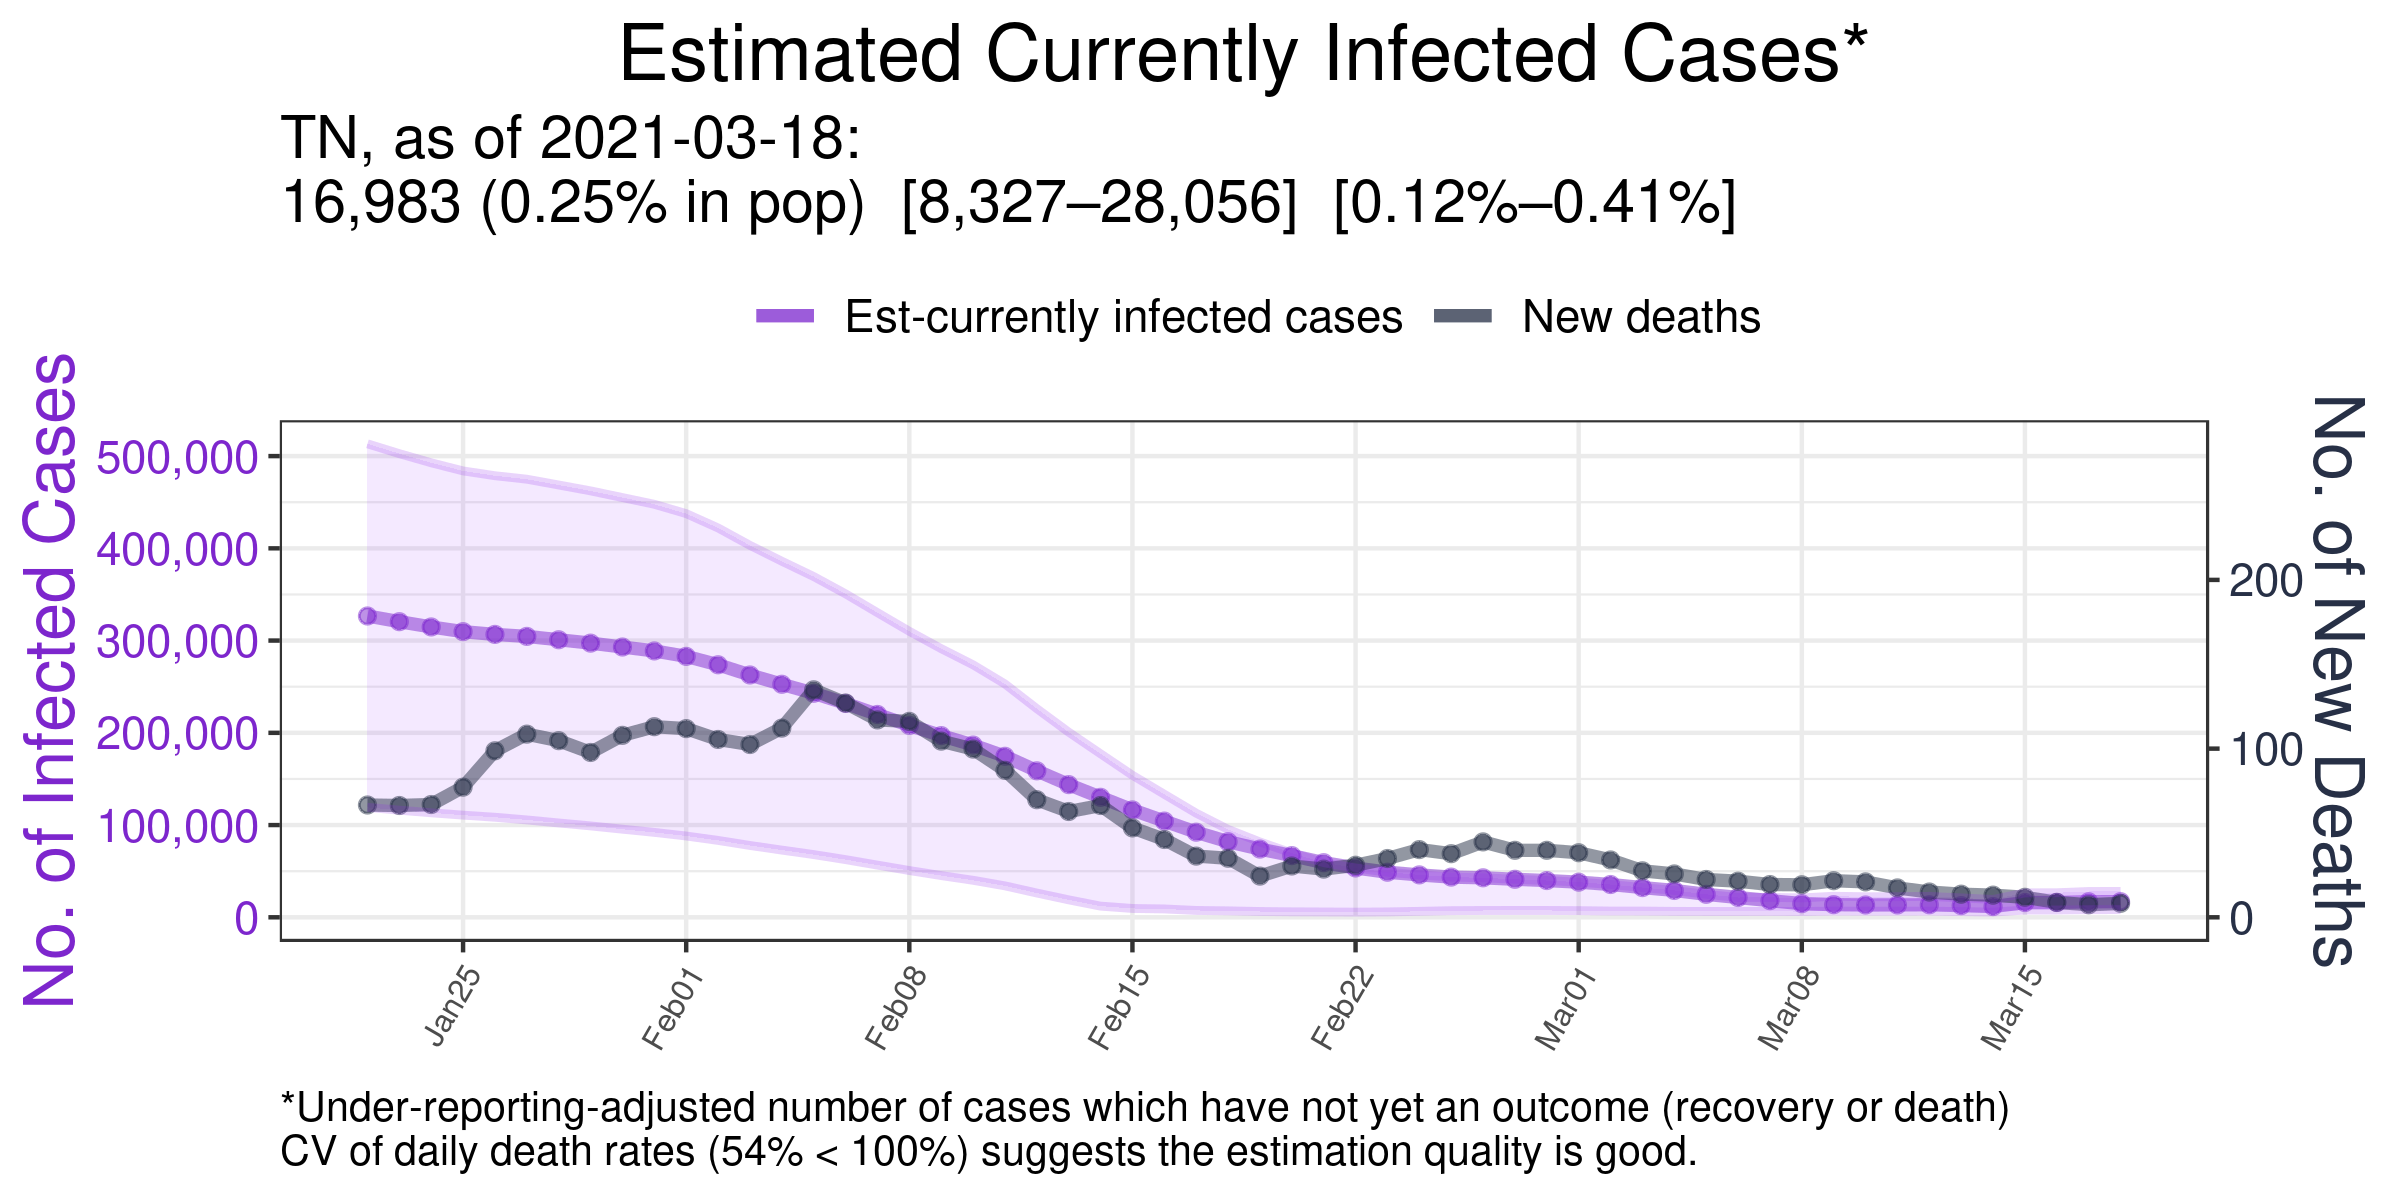 Estimated Currently Infected Cases*
TN, as of 2021-03-18:
16,983 (0.25% in pop)  [8,327–28,056]  [0.12%–0.41%]
Est-currently infected cases
New deaths
No. of Infected Cases
500,000
400,000
300,000
200,000
100,000
0
No. of New Deaths
200
100
0
Jan25
Feb01
Feb08
Feb15
Feb22
Mar01
Mar08
Mar15
*Under-reporting-adjusted number of cases which have not yet an outcome (recovery or death)
CV of daily death rates (54% < 100%) suggests the estimation quality is good.